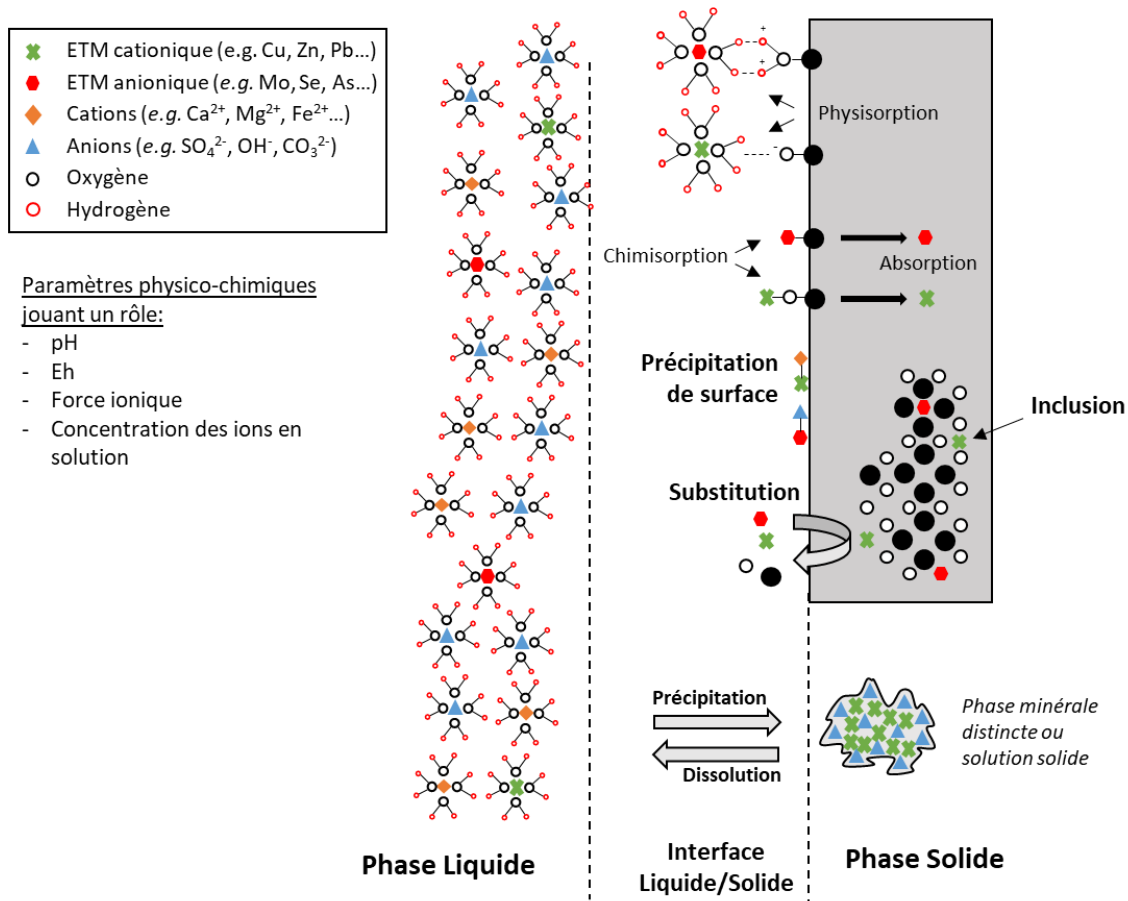 ETM cationique (e.g. Cu, Zn, Pb...)
ETM anionique (e.g. Mo, Se, As...)
Cations (e.g. Ca²⁺, Mg²⁺, Fe²⁺...)
Anions (e.g. SO₄²⁻, OH⁻, CO₃²⁻)
Oxygène
Hydrogène
Paramètres physico-chimiques
jouant un rôle:
- pH
- Eh
- Force ionique
- Concentration des ions en
solution
+
+
Physisorption
-
Chimisorption
Absorption
Précipitation
de surface
Inclusion
Substitution
Précipitation
Dissolution
Phase minérale
distincte ou
solution solide
Phase Liquide
Interface
Liquide/Solide
Phase Solide